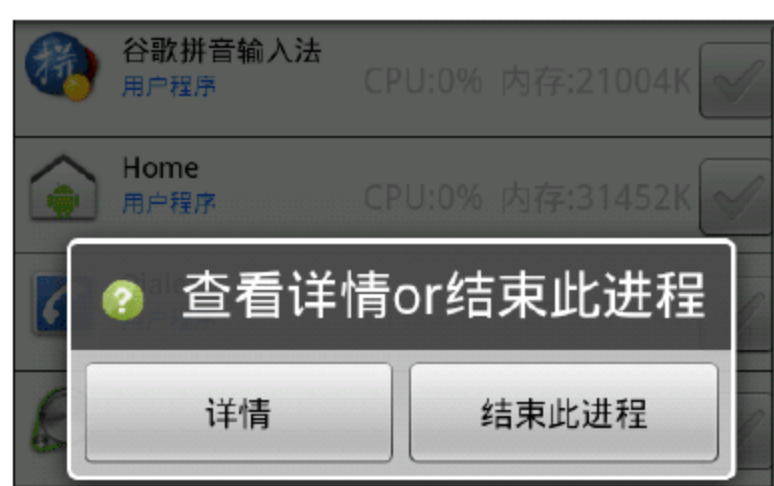 拼
谷歌拼音输入法
用户程序
CPU:0% 内存:21004K
Home
用户程序
CPU:0% 内存:31452K
Diale
查看详情or结束此进程
详情
结束此进程